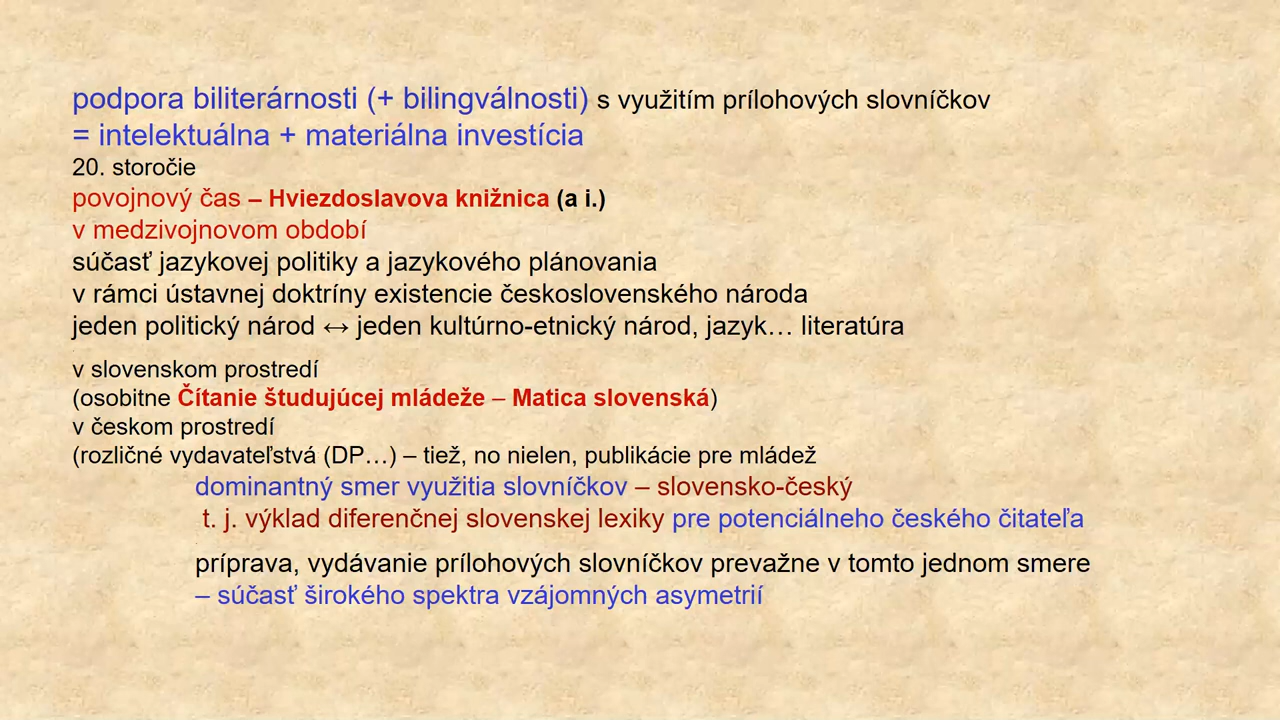 podpora biliterárnosti (+ bilingválnosti) s využitím prílohových slovníčkov
= intelektuálna + materiálna investícia
20. storočie
povojnový čas – Hviezdoslavova knižnica (a i.)
v medzivojnovom období
súčasť jazykovej politiky a jazykového plánovania
v rámci ústavnej doktríny existencie československého národa
jeden politický národ ↔ jeden kultúrno-etnický národ, jazyk… literatúra
v slovenskom prostredí
(osobitne Čítanie študujúcej mládeže – Matica slovenská)
v českom prostredí
(rozličné vydavateľstvá (DP…) – tiež, no nielen, publikácie pre mládež
dominantný smer využitia slovníčkov – slovensko-český
t. j. výklad diferenčnej slovenskej lexiky pre potenciálneho českého čitateľa
príprava, vydávanie prílohových slovníčkov prevažne v tomto jednom smere
– súčasť širokého spektra vzájomných asymetrií